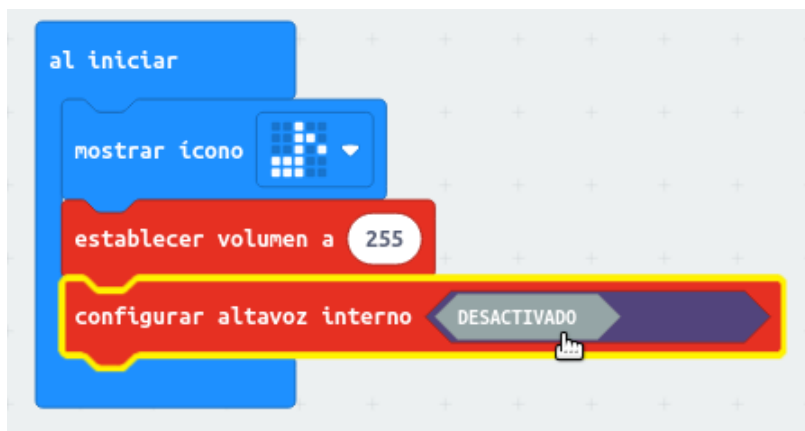 al iniciar
mostrar ícono
establecer volumen a 255
configurar altavoz interno DESACTIVADO